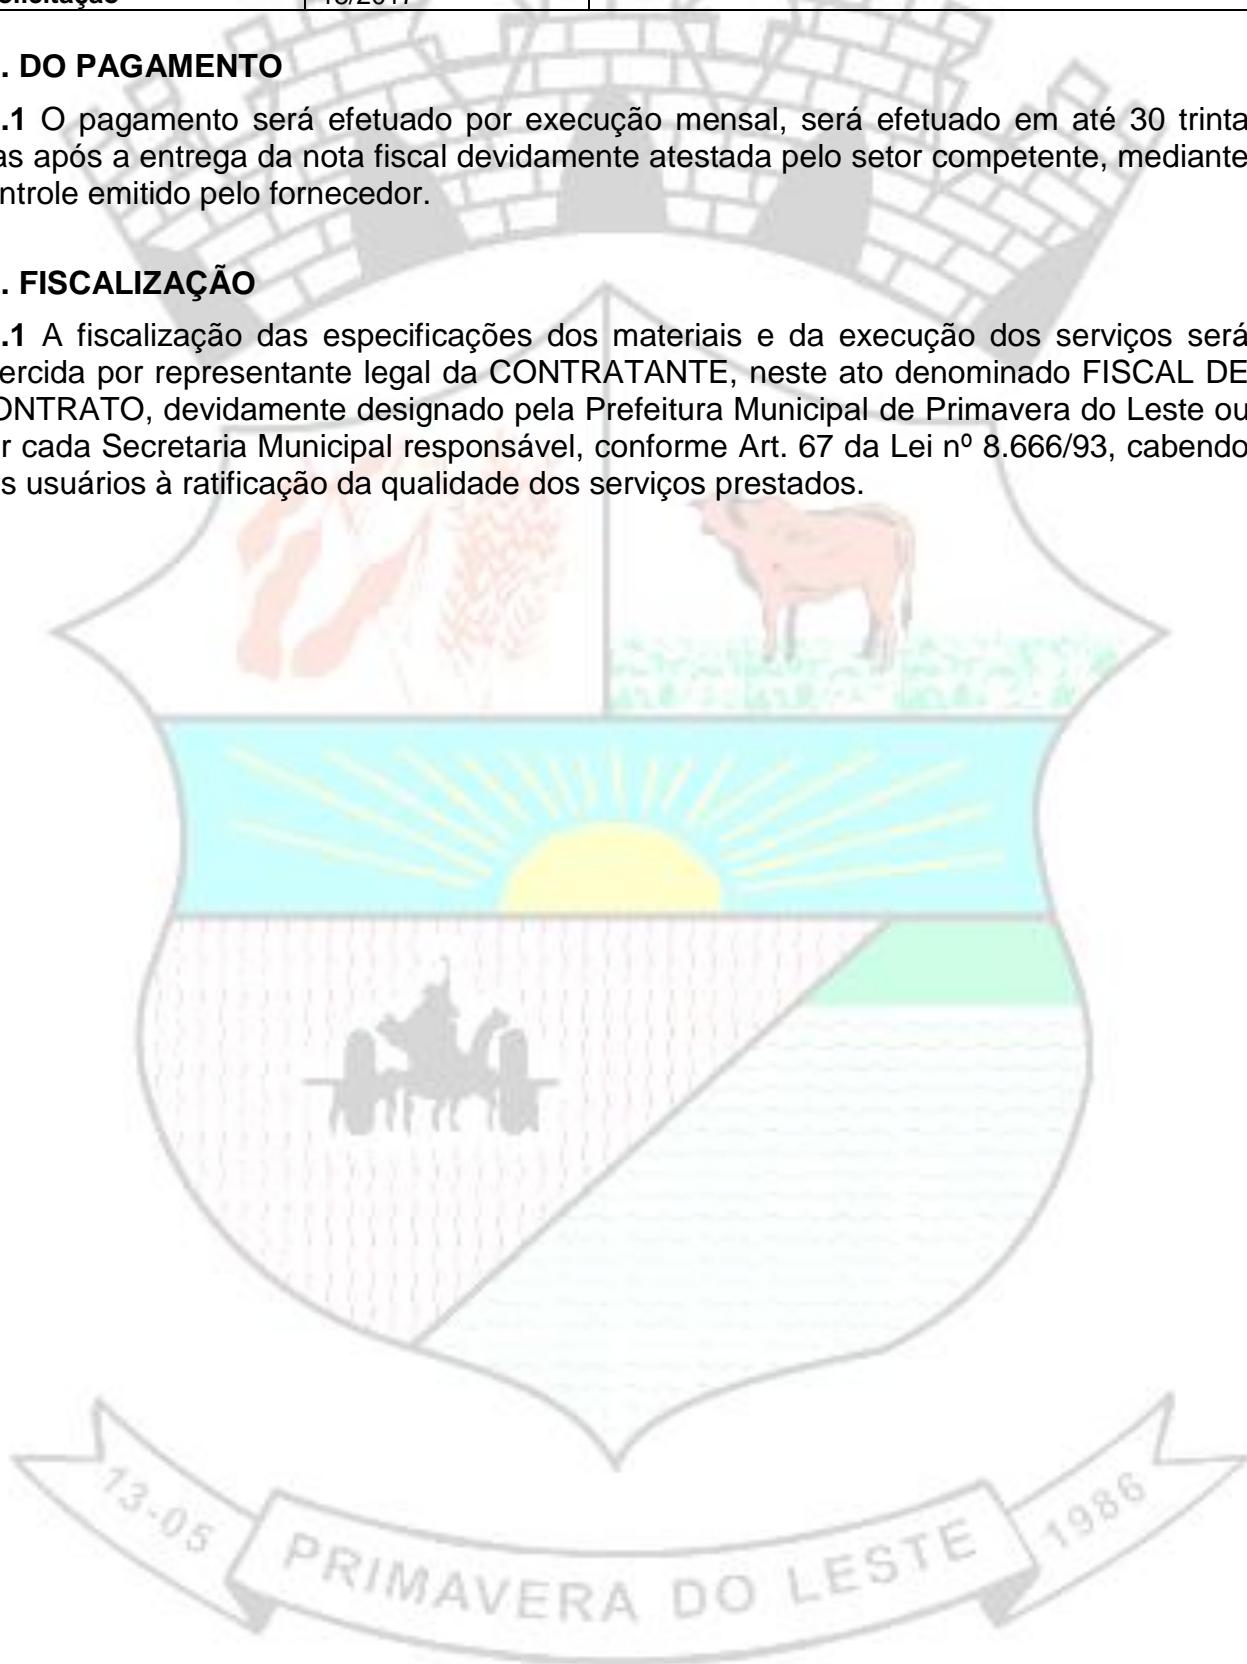 . DO PAGAMENTO
.1 O pagamento será efetuado por execução mensal, será efetuado em até 30 trinta
as após a entrega da nota fiscal devidamente atestada pelo setor competente, mediante
ntrole emitido pelo fornecedor.
. FISCALIZAÇÃO
.1 A fiscalização das especificações dos materiais e da execução dos serviços será
ercida por representante legal da CONTRATANTE, neste ato denominado FISCAL DE
ONTRATO, devidamente designado pela Prefeitura Municipal de Primavera do Leste ou
r cada Secretaria Municipal responsável, conforme Art. 67 da Lei nº 8.666/93, cabendo
s usuários à ratificação da qualidade dos serviços prestados.
13-05 PRIMAVERA DO LESTE 1986